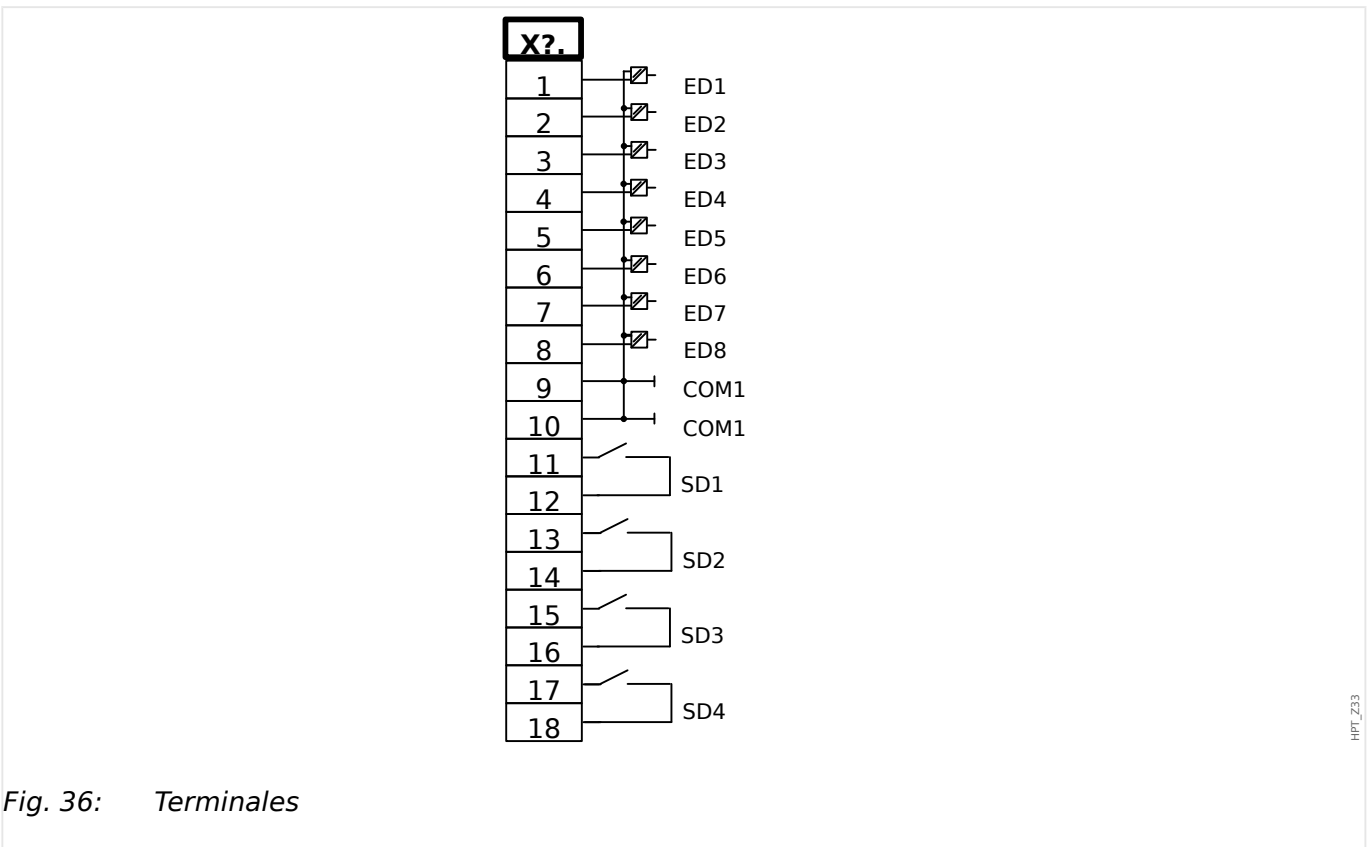 X?.
1 ED1
2 ED2
3 ED3
4 ED4
5 ED5
6 ED6
7 ED7
8 ED8
9 COM1
10 COM1
11
SD1
12
13
SD2
14
15
SD3
16
17
SD4
18
HPT_Z33
Fig. 36: Terminales